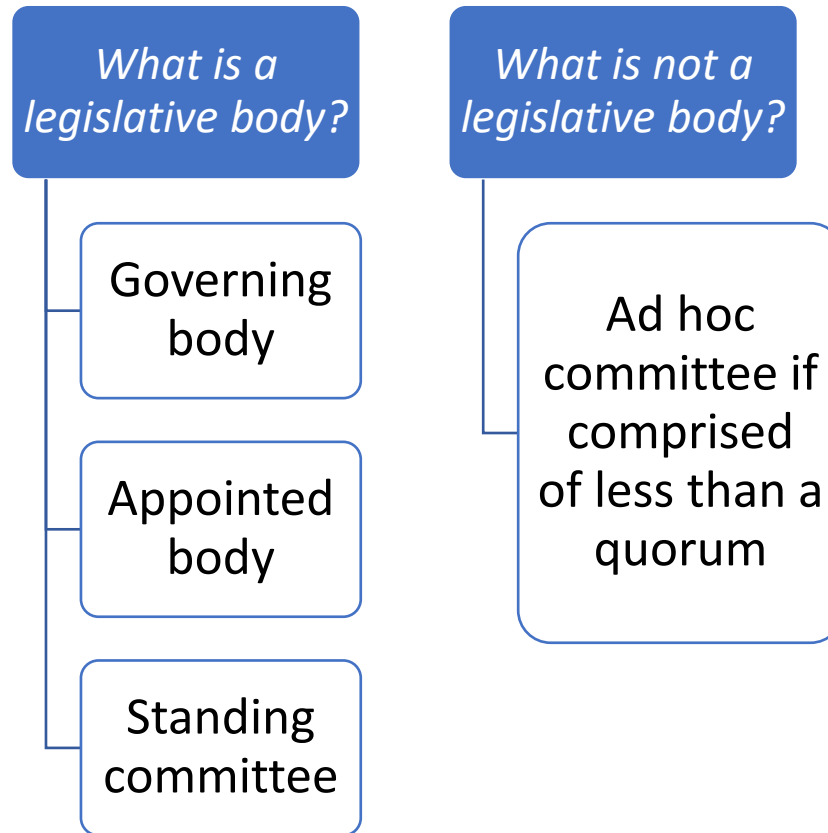 What is a
legislative body?
Governing
body
Appointed
body
Standing
committee
What is not a
legislative body?
Ad hoc
committee if
comprised
of less than a
quorum